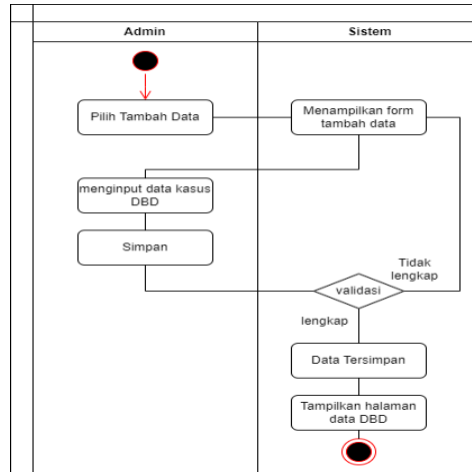 Admin
Sistem
Pilih Tambah Data
Menampilkan form
tambah data
menginput data kasus
DBD
Simpan
Tidak
lengkap
validasi
lengkap
Data Tersimpan
Tampilkan halaman
data DBD